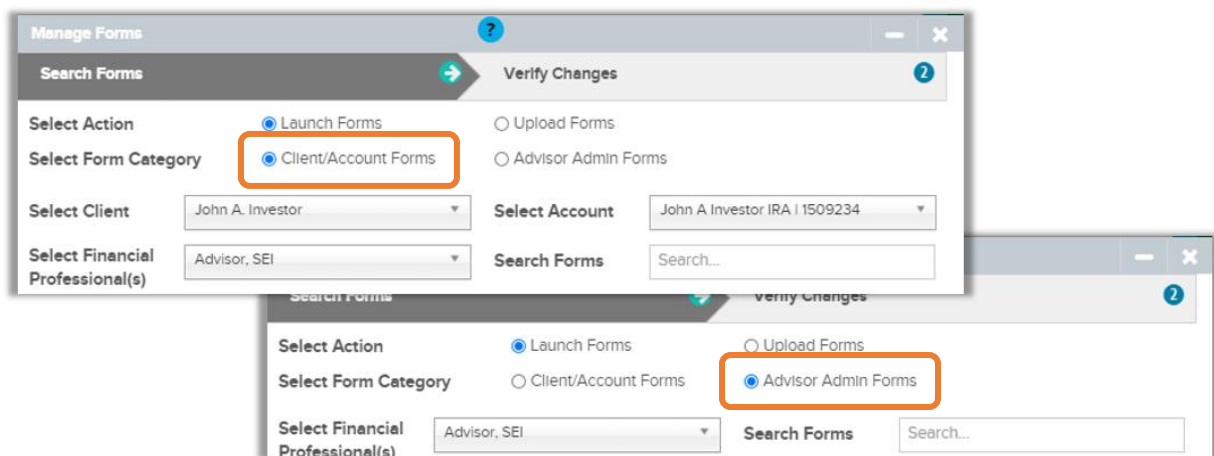 Manage Forms ?
Search Forms Verify Changes 2
Select Action Launch Forms Upload Forms
Select Form Category Client/Account Forms Advisor Admin Forms
Select Client John A. Investor Select Account John A Investor IRA | 1509234
Select Financial Professional(s) Advisor, SEI Search Forms Search...
Search Forms Verify Changes 2
Select Action Launch Forms Upload Forms
Select Form Category Client/Account Forms Advisor Admin Forms
Select Financial Professional(s) Advisor, SEI Search Forms Search...